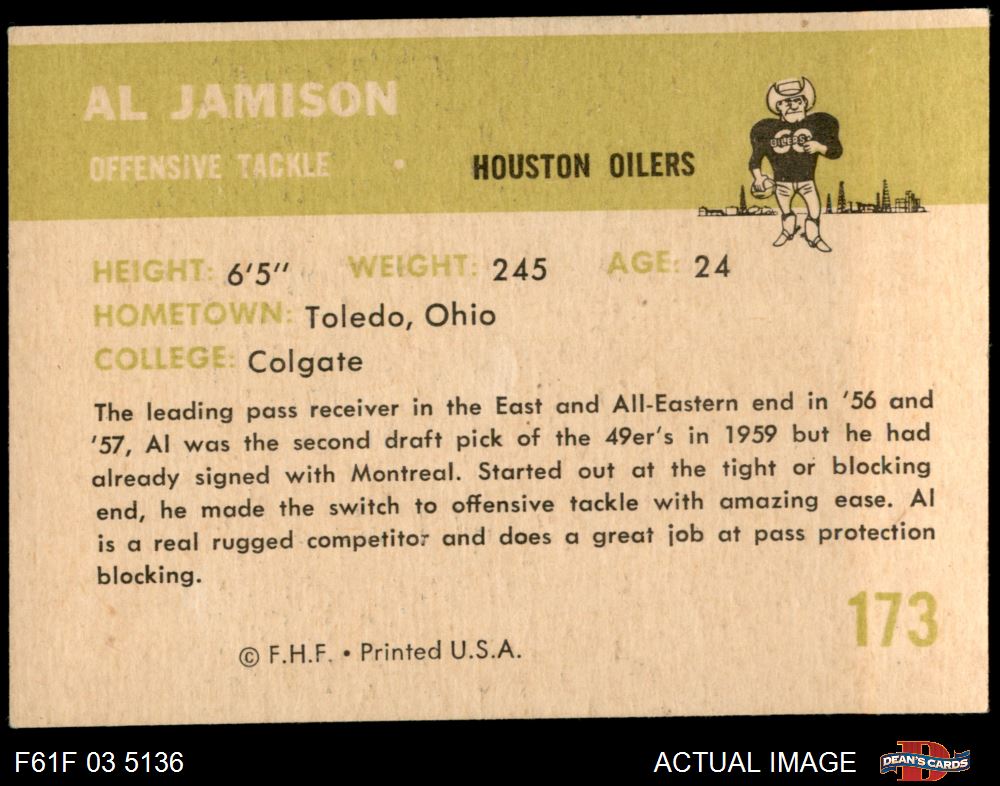 AL JAMISON
OFFENSIVE TACKLE • HOUSTON OILERS
OILERS
HEIGHT: 6'5" WEIGHT: 245 AGE: 24
HOMETOWN: Toledo, Ohio
COLLEGE: Colgate
The leading pass receiver in the East and All-Eastern end in '56 and
'57, Al was the second draft pick of the 49er's in 1959 but he had
already signed with Montreal. Started out at the tight or blocking
end, he made the switch to offensive tackle with amazing ease. Al
is a real rugged competitor and does a great job at pass protection
blocking.
173
© F.H.F. • Printed U.S.A.
F61F 03 5136 ACTUAL IMAGE DEAN'S CARDS